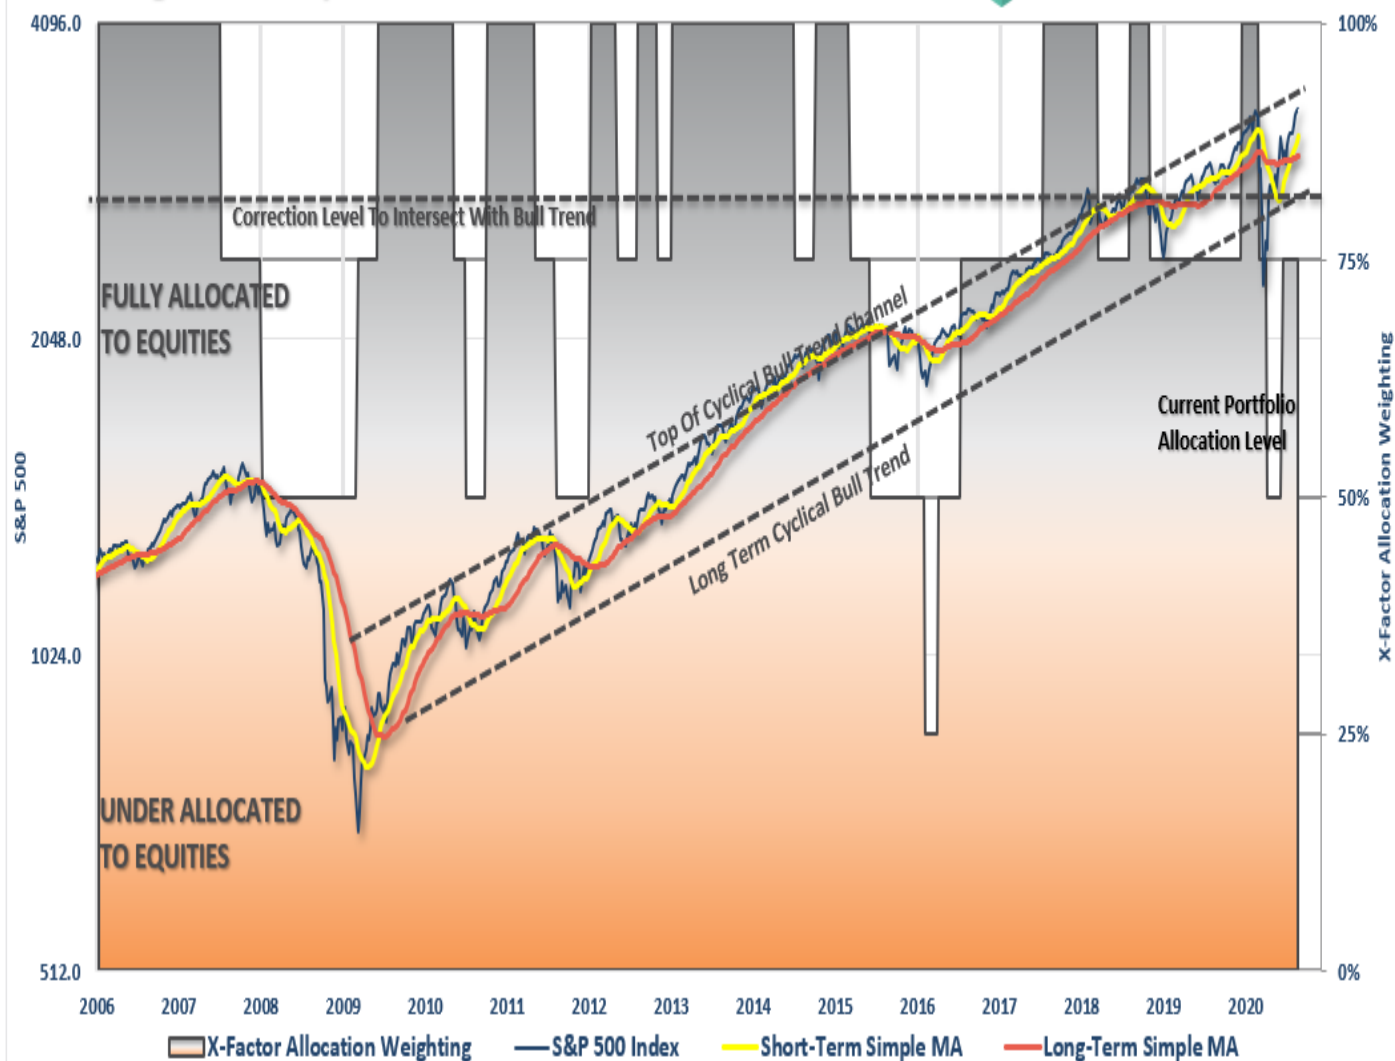 4096.0
100%
Correction Level To Intersect With Bull Trend
75%
FULLY ALLOCATED
TO EQUITIES
2048.0
Top Of Cyclical Bull Trend Channel
Current Portfolio
Allocation Level
Long Term Cyclical Bull Trend
50%
S&P 500
X-Factor Allocation Weighting
1024.0
25%
UNDER ALLOCATED
TO EQUITIES
512.0
0%
2006 2007 2008 2009 2010 2011 2012 2013 2014 2015 2016 2017 2018 2019 2020
X-Factor Allocation Weighting S&P 500 Index Short-Term Simple MA Long-Term Simple MA